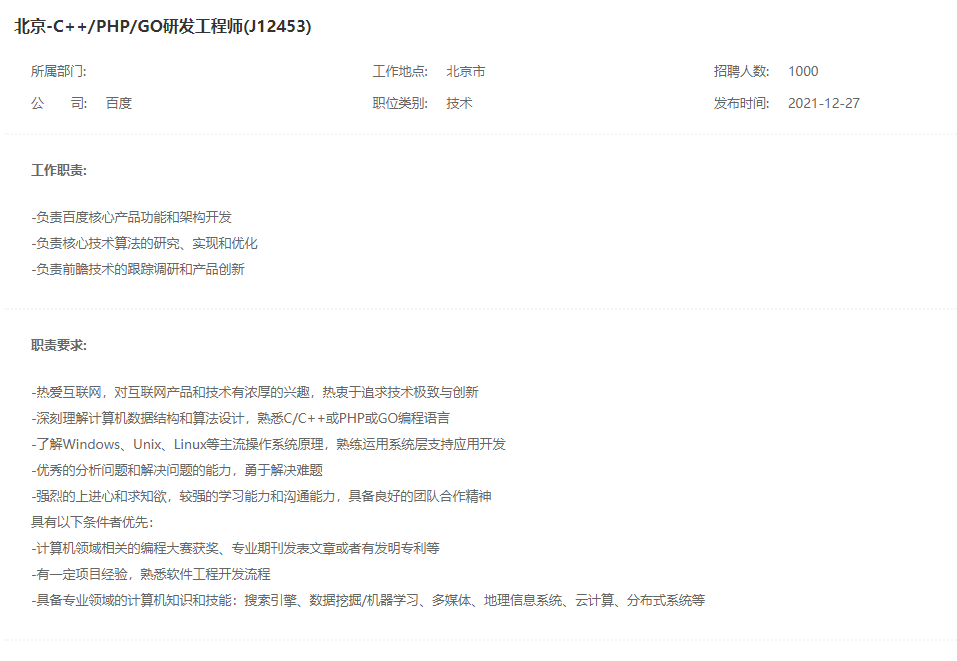 北京-C++/PHP/GO研发工程师(J12453)
所属部门: 工作地点: 北京市 招聘人数: 1000
公 司: 百度 职位类别: 技术 发布时间: 2021-12-27
工作职责:
-负责百度核心产品功能和架构开发
-负责核心技术算法的研究、实现和优化
-负责前瞻技术的跟踪调研和产品创新
职责要求:
-热爱互联网，对互联网产品和技术有浓厚的兴趣，热衷于追求技术极致与创新
-深刻理解计算机数据结构和算法设计，熟悉C/C++或PHP或GO编程语言
-了解Windows、Unix、Linux等主流操作系统原理，熟练运用系统层支持应用开发
-优秀的分析问题和解决问题的能力，勇于解决难题
-强烈的上进心和求知欲，较强的学习能力和沟通能力，具备良好的团队合作精神
具有以下条件者优先：
-计算机领域相关的编程大赛获奖、专业期刊发表文章或者有发明专利等
-有一定项目经验，熟悉软件工程开发流程
-具备专业领域的计算机知识和技能：搜索引擎、数据挖掘/机器学习、多媒体、地理信息系统、云计算、分布式系统等